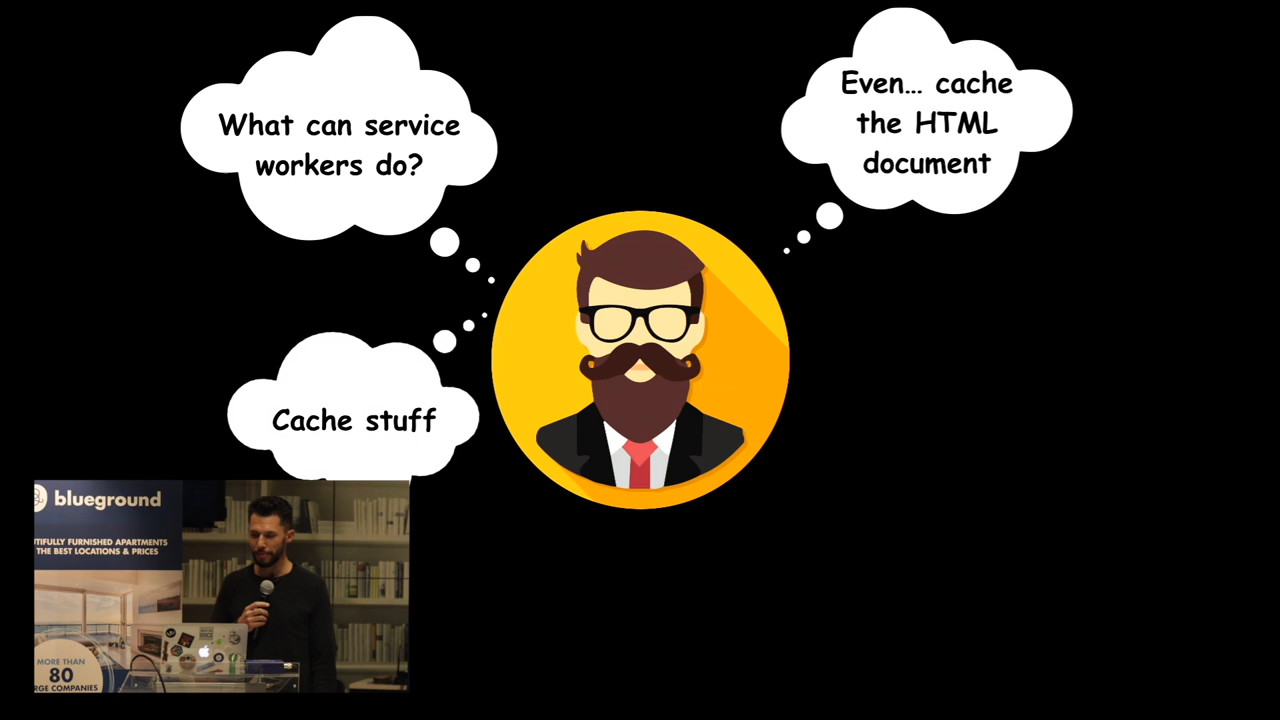 What can service
workers do?
Even... cache
the HTML
document
Cache stuff
blueground
UTIFULLY FURNISHED APARTMENTS
THE BEST LOCATIONS & PRICES
MORE THAN
80
RGE COMPANIES